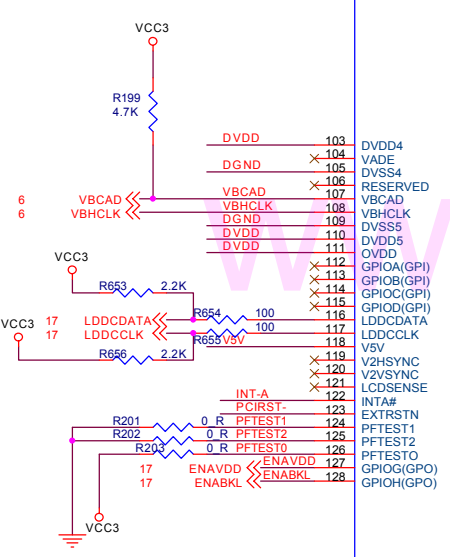 VCC3
R199
4.7K
DVDD 103 DVDD4
104 VADE
DGND 105 DVSS4
106 RESERVED
6 VBCAD VBCAD 107 VBCAD
6 VBHCLK VBHCLK 108 VBHCLK
DGND 109 DVSS5
DVDD 110 DVDD5
DVDD 111 OVDD
VCC3
112 GPIOA(GPI)
113 GPIOB(GPI)
R653 2.2K 114 GPIOC(GPI)
115 GPIOD(GPI)
VCC3 17 LDDCDATA R654 100 116 LDDCDATA
17 LDDCCLK 100 117 LDDCCLK
R655 V5V 118 V5V
R656 2.2K 119 V2HSYNC
120 V2VSYNC
121 LCDSENSE
INT-A 122 INTA#
PCIRST- 123 EXTRSTN
R201 0_R PFTEST1 124 PFTEST1
R202 0_R PFTEST2 125 PFTEST2
R203 0_R PFTEST0 126 PFTESTO
17 ENAVDD ENAVDD 127 GPIOG(GPO)
17 ENABKL ENABKL 128 GPIOH(GPO)
VCC3